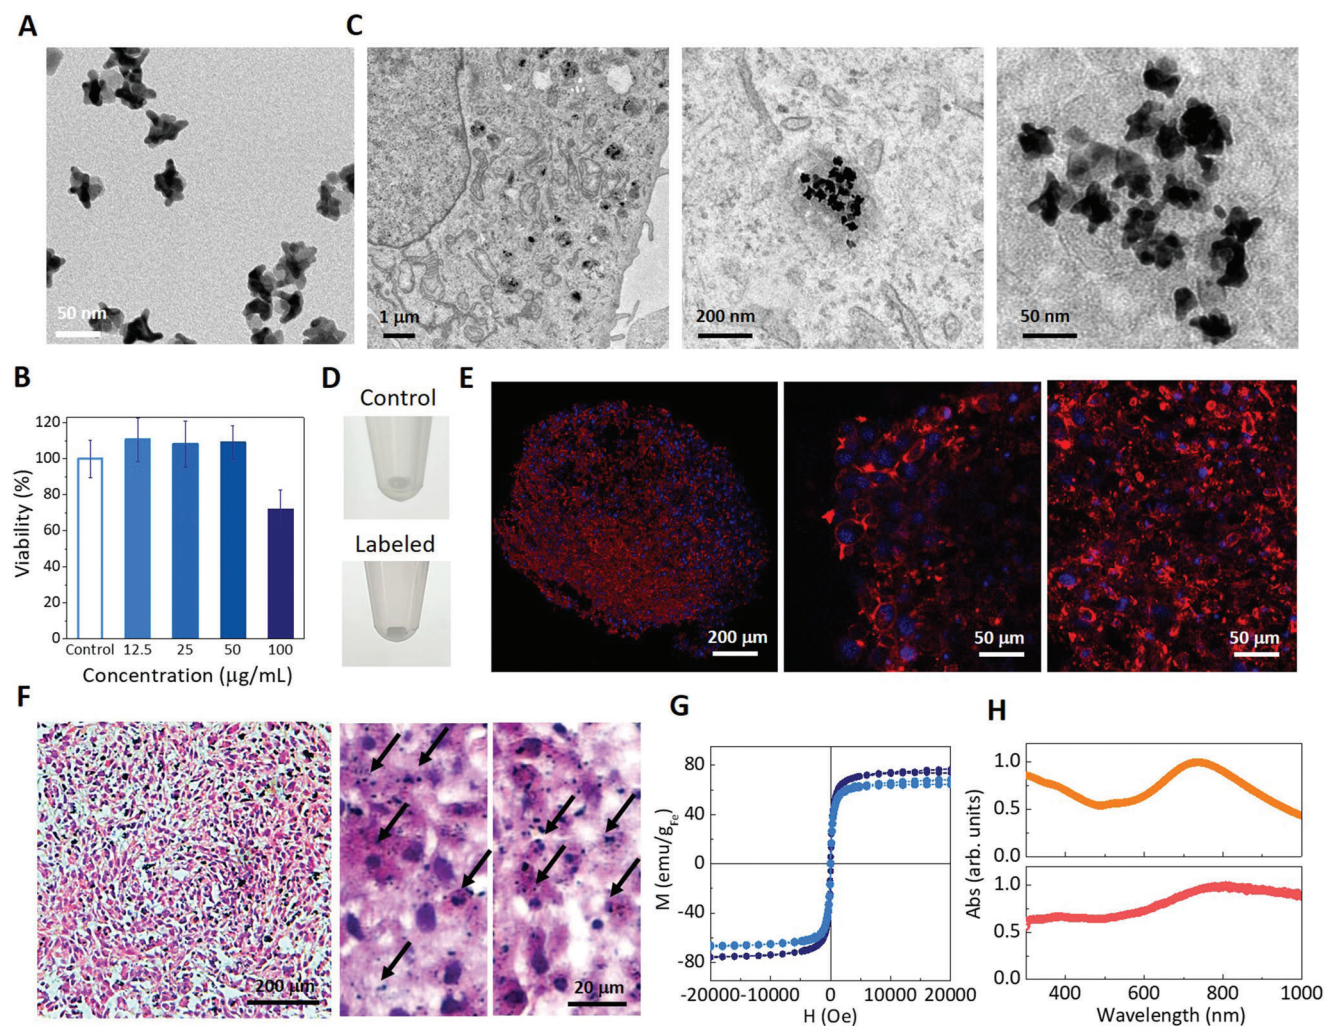 A
C
50 nm
1 µm
200 nm
50 nm
B
D
E
Viability (%)
120
100
80
60
40
20
0
Control 12.5 25 50 100
Concentration (µg/mL)
Control
Labeled
200 µm
50 µm
50 µm
F
200 µm
20 µm
G
M (emu/gFe)
80
40
0
-40
-80
-20000 -10000 0 10000 20000
H (Oe)
H
Abs (arb. units)
1.0
0.5
0.0
1.0
0.5
0.0
400 600 800 1000
Wavelength (nm)